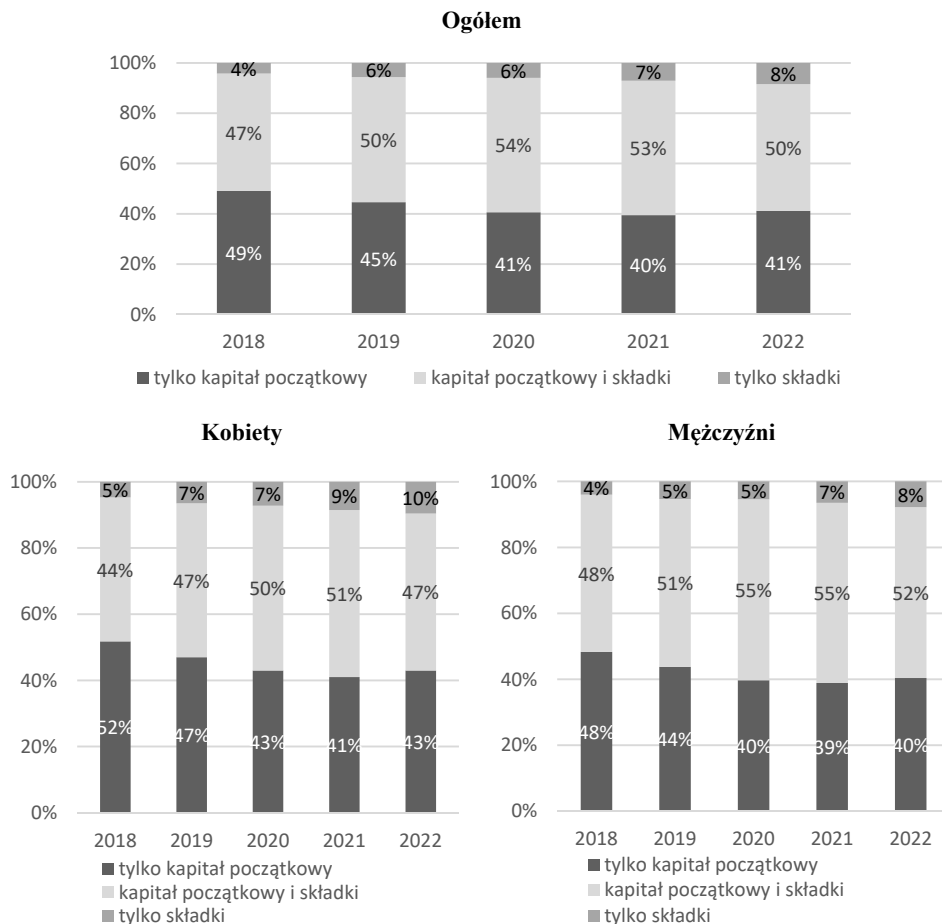 Ogółem
100%
80%
60%
40%
20%
0%
4% 6% 6% 7% 8%
47% 50% 54% 53% 50%
49% 45% 41% 40% 41%
2018 2019 2020 2021 2022
tylko kapitał początkowy kapitał początkowy i składki tylko składki
Kobiety
100%
80%
60%
40%
20%
0%
5% 7% 7% 9% 10%
44% 47% 50% 51% 47%
52% 47% 43% 41% 43%
2018 2019 2020 2021 2022
tylko kapitał początkowy
kapitał początkowy i składki
tylko składki
Mężczyźni
100%
80%
60%
40%
20%
0%
4% 5% 5% 7% 8%
48% 51% 55% 55% 52%
48% 44% 40% 39% 40%
2018 2019 2020 2021 2022
tylko kapitał początkowy
kapitał początkowy i składki
tylko składki